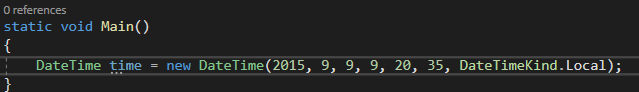 0 references
static void Main()
{
DateTime time = new DateTime(2015, 9, 9, 9, 20, 35, DateTimeKind.Local);
}